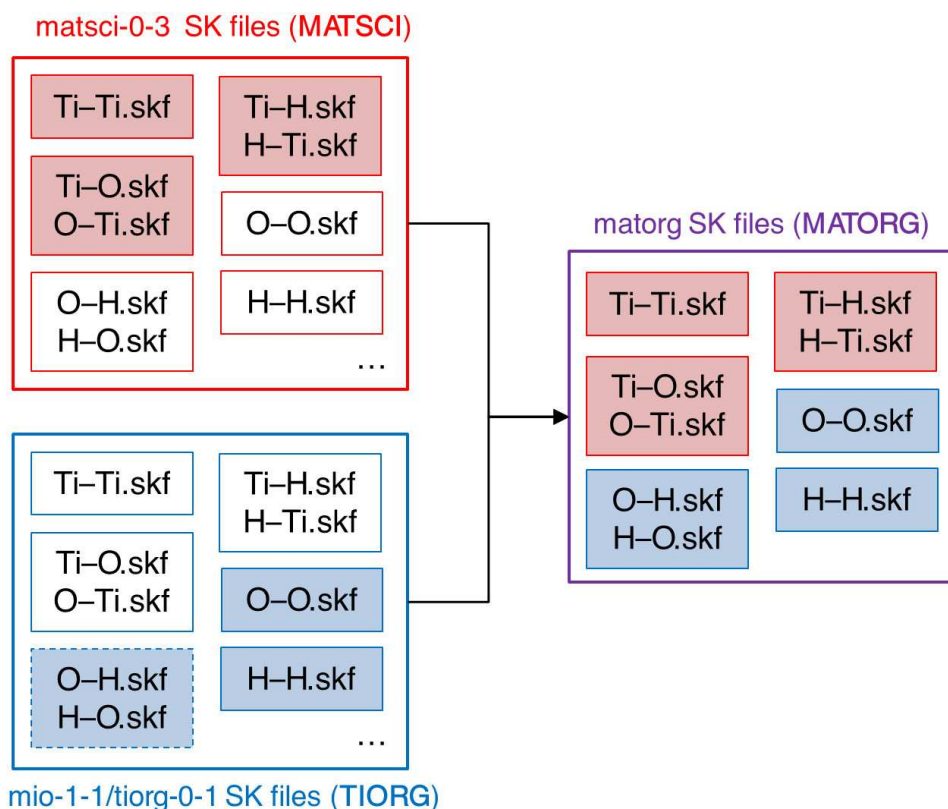 matsci-0-3 SK files (MATSCI)
Ti–Ti.skf
Ti–H.skf
H–Ti.skf
Ti–O.skf
O–Ti.skf
O–O.skf
O–H.skf
H–O.skf
H–H.skf
...
matorg SK files (MATORG)
Ti–Ti.skf
Ti–H.skf
H–Ti.skf
Ti–O.skf
O–Ti.skf
O–O.skf
O–H.skf
H–O.skf
H–H.skf
Ti–Ti.skf
Ti–H.skf
H–Ti.skf
Ti–O.skf
O–Ti.skf
O–O.skf
O–H.skf
H–O.skf
H–H.skf
...
mio-1-1/tiorg-0-1 SK files (TIORG)